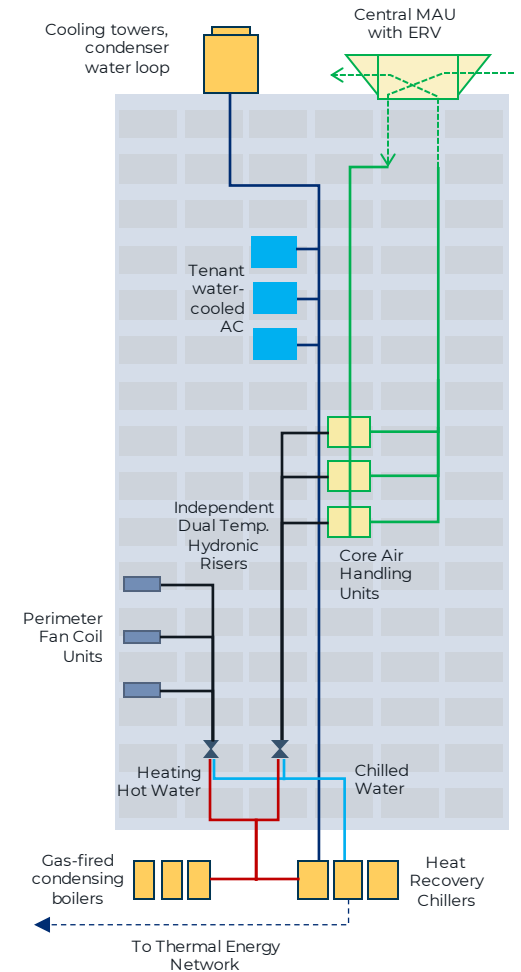 Central MAU
with ERV
Cooling towers,
condenser
water loop
Tenant
water-
cooled
AC
Independent
Dual Temp.
Hydronic
Risers
Core Air
Handling
Units
Perimeter
Fan Coil
Units
Heating
Hot Water
Chilled
Water
Gas-fired
condensing
boilers
Heat
Recovery
Chillers
To Thermal Energy
Network